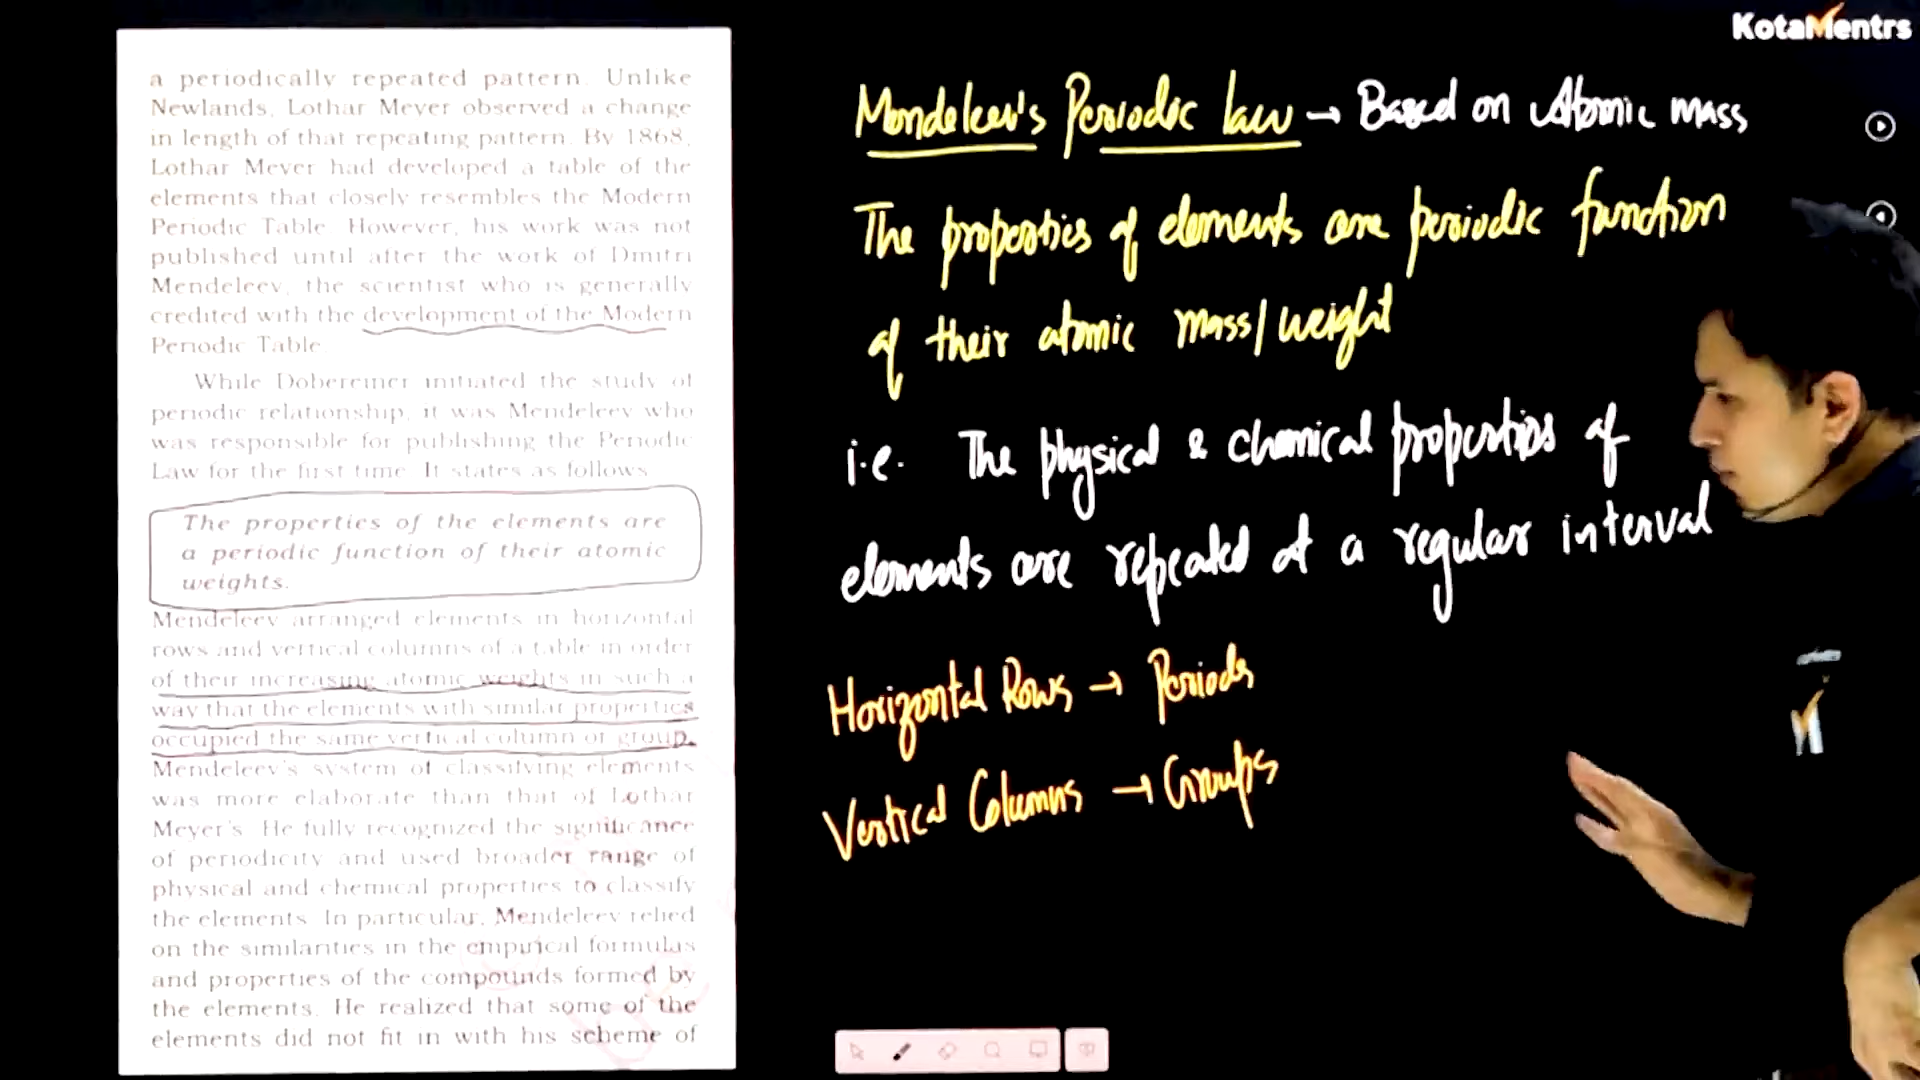 a periodically repeated pattern. Unlike
Newlands, Lothar Meyer observed a change
in length of that repeating pattern. By 1868,
Lothar Meyer had developed a table of the
elements that closely resembles the Modern
Periodic Table. However, his work was not
published until after the work of Dmitri
Mendeleev, the scientist who is generally
credited with the development of the Modern
Periodic Table.
While Dobereiner initiated the study of
periodic relationship, it was Mendeleev who
was responsible for publishing the Periodic
Law for the first time. It states as follows
The properties of the elements are
a periodic function of their atomic
weights.
Mendeleev arranged elements in horizontal
rows and vertical columns of a table in order
of their increasing atomic weights in such a
way that the elements with similar properties
occupied the same vertical column or group.
Mendeleev's system of classifying elements
was more elaborate than that of Lothar
Meyer's. He fully recognized the significance
of periodicity and used broader range of
physical and chemical properties to classify
the elements. In particular, Mendeleev relied
on the similarities in the empirical formulas
and properties of the compounds formed by
the elements. He realized that some of the
elements did not fit in with his scheme of
KotaMentrs
Mendeleev's Periodic law → Based on Atomic mass
The properties of elements are periodic function
of their atomic mass/weight
i.e. The physical & chemical properties of
elements are repeated at a regular interval
Horizontal Rows → Periods
Vertical Columns → Groups